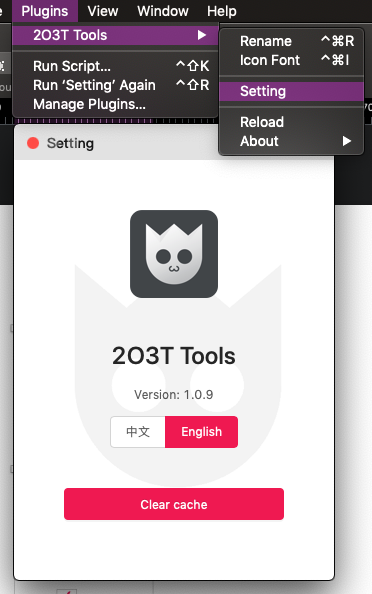 Plugins View Window Help
2O3T Tools
Rename ⌃⌘R
Icon Font ⌃⌘I
Run Script... ⌃⇧K
Run ‘Setting’ Again ⌃⇧R
Setting
Manage Plugins...
Reload
About
Setting
2O3T Tools
Version: 1.0.9
中文 English
Clear cache